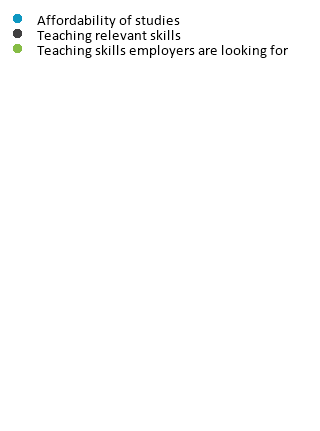 Affordability of studies
Teaching relevant skills
Teaching skills employers are looking for